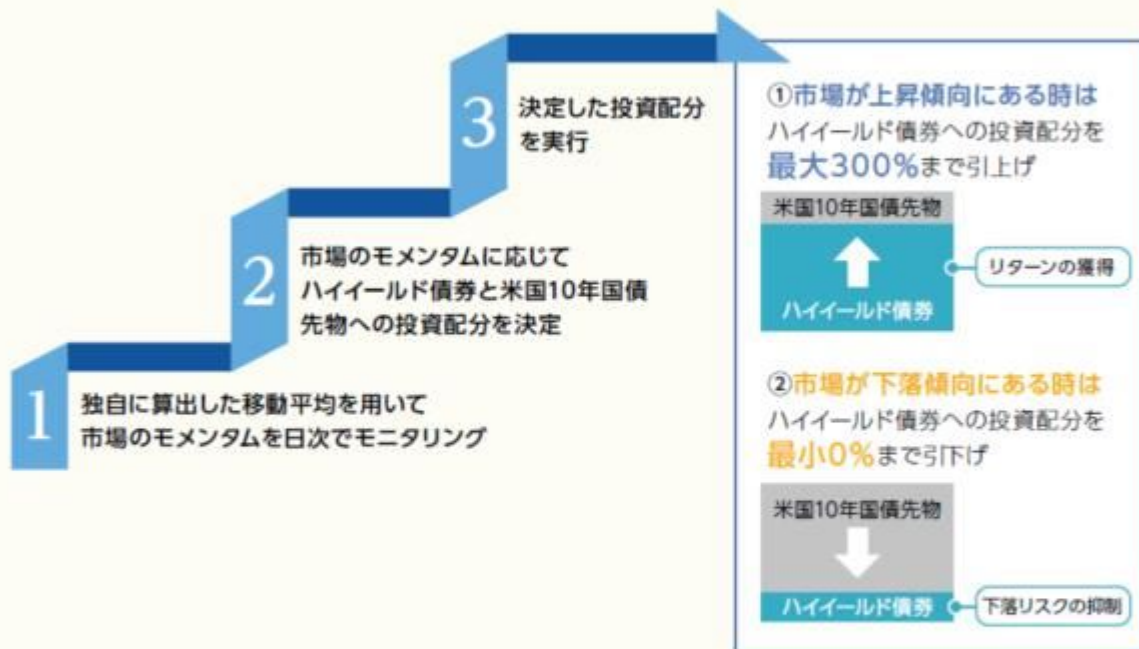 1
独自に算出した移動平均を用いて
市場のモメンタムを日次でモニタリング
2
市場のモメンタムに応じて
ハイイールド債券と米国10年国債
先物への投資配分を決定
3
決定した投資配分
を実行
①市場が上昇傾向にある時は
ハイイールド債券への投資配分を
最大300%まで引上げ
米国10年国債先物
ハイイールド債券
リターンの獲得
②市場が下落傾向にある時は
ハイイールド債券への投資配分を
最小0%まで引下げ
米国10年国債先物
ハイイールド債券
下落リスクの抑制